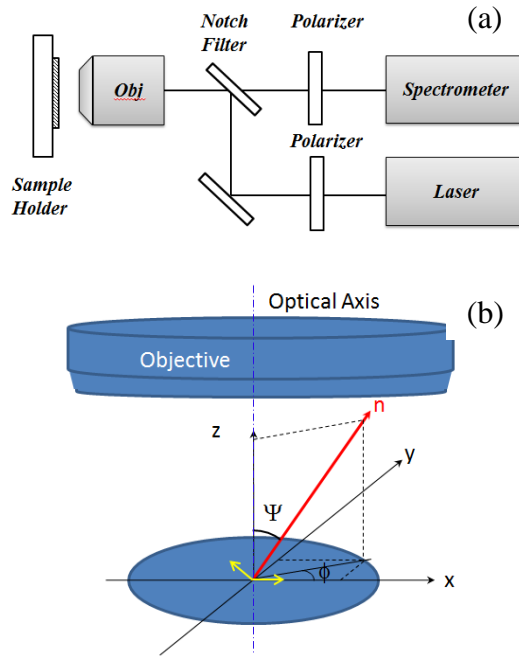 (a)
Notch
Filter
Polarizer
Obj
Spectrometer
Polarizer
Laser
Sample
Holder
(b)
Optical Axis
Objective
n
z
y
Ψ
ϕ
x